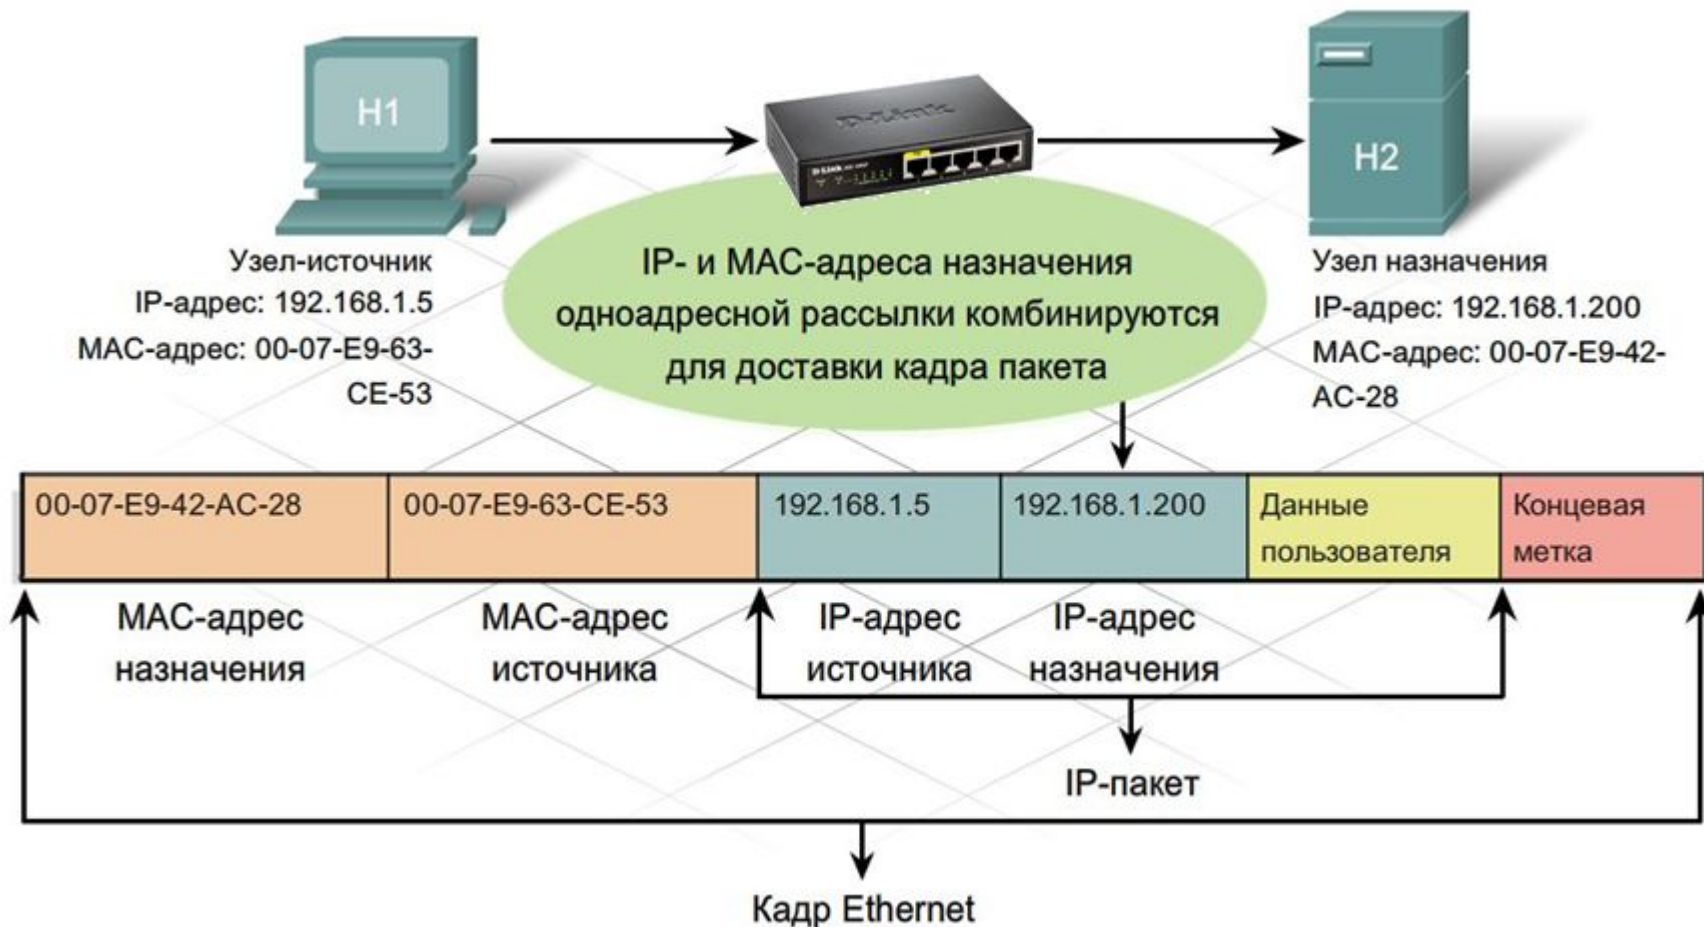 H1
D-Link
D-Link
H2
Узел-источник
IP-адрес: 192.168.1.5
MAC-адрес: 00-07-E9-63-
CE-53
IP- и MAC-адреса назначения
одноадресной рассылки комбинируются
для доставки кадра пакета
Узел назначения
IP-адрес: 192.168.1.200
MAC-адрес: 00-07-E9-42-
AC-28
00-07-E9-42-AC-28
00-07-E9-63-CE-53
192.168.1.5
192.168.1.200
Данные
пользователя
Концевая
метка
MAC-адрес
назначения
MAC-адрес
источника
IP-адрес
источника
IP-адрес
назначения
IP-пакет
Кадр Ethernet